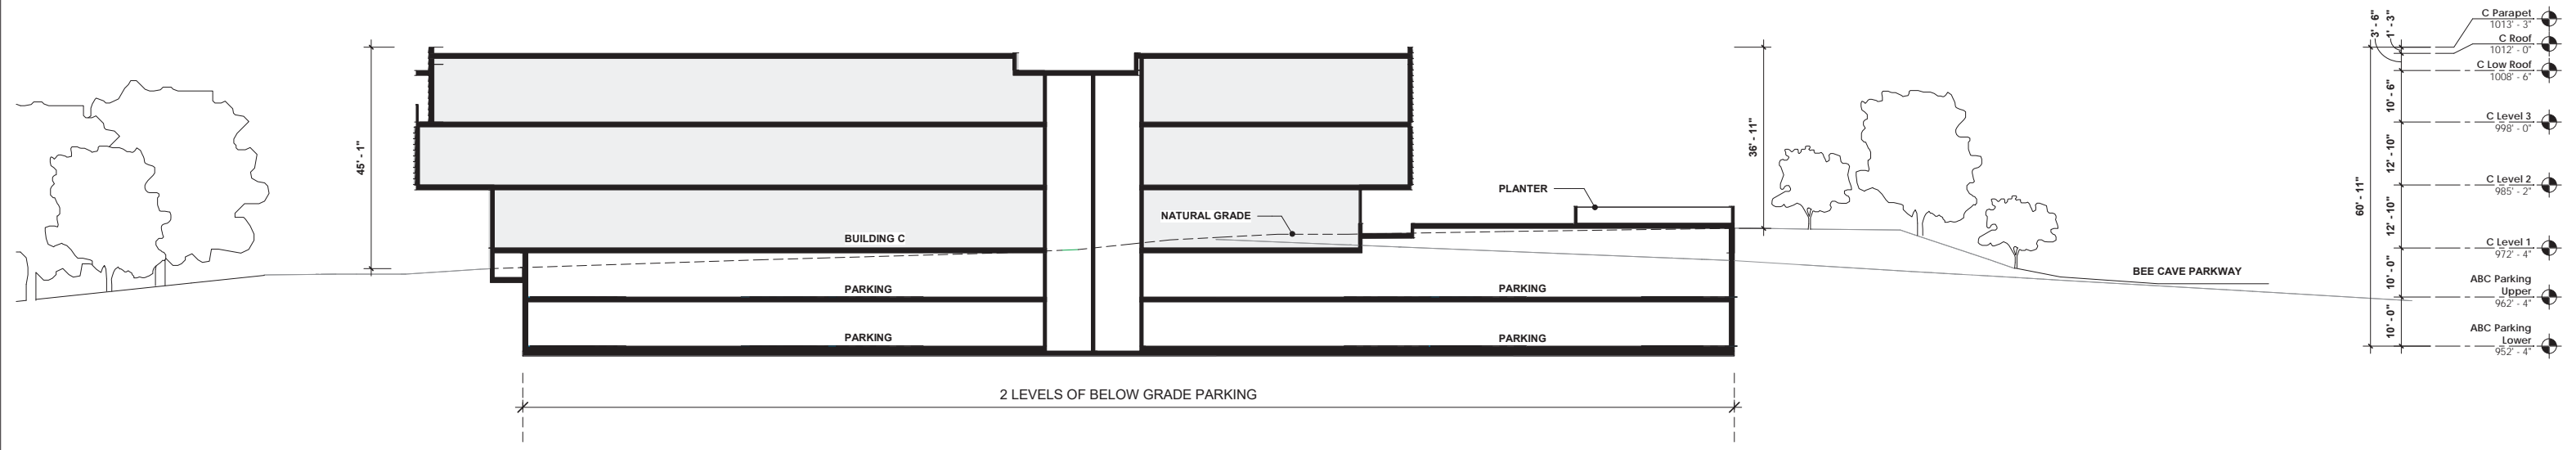 45' - 1"
BUILDING C
PARKING
PARKING
2 LEVELS OF BELOW GRADE PARKING
NATURAL GRADE
PLANTER
PARKING
PARKING
36' - 11"
BEE CAVE PARKWAY
60' - 11"
3' - 6"
1' - 3"
10' - 6"
12' - 10"
12' - 10"
10' - 0"
10' - 0"
C Parapet
1013' - 3"
C Roof
1012' - 0"
C Low Roof
1008' - 6"
C Level 3
998' - 0"
C Level 2
985' - 2"
C Level 1
972' - 4"
ABC Parking
Upper
962' - 4"
ABC Parking
Lower
952' - 4"